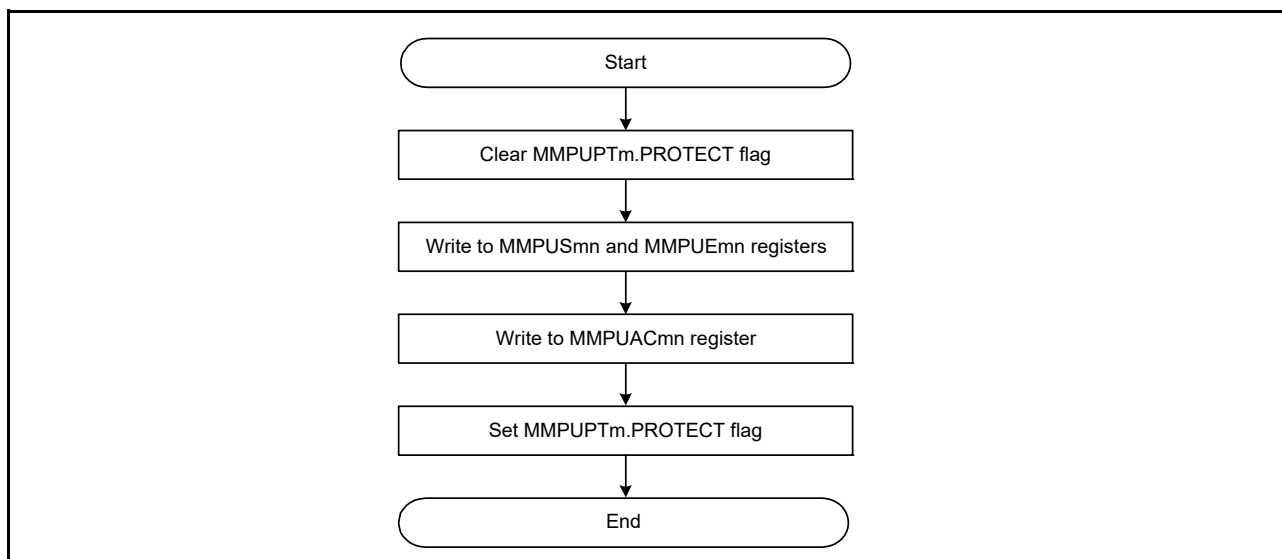 Start
Clear MMPUPTm.PROTECT flag
Write to MMPUSmn and MMPUEmn registers
Write to MMPUACmn register
Set MMPUPTm.PROTECT flag
End